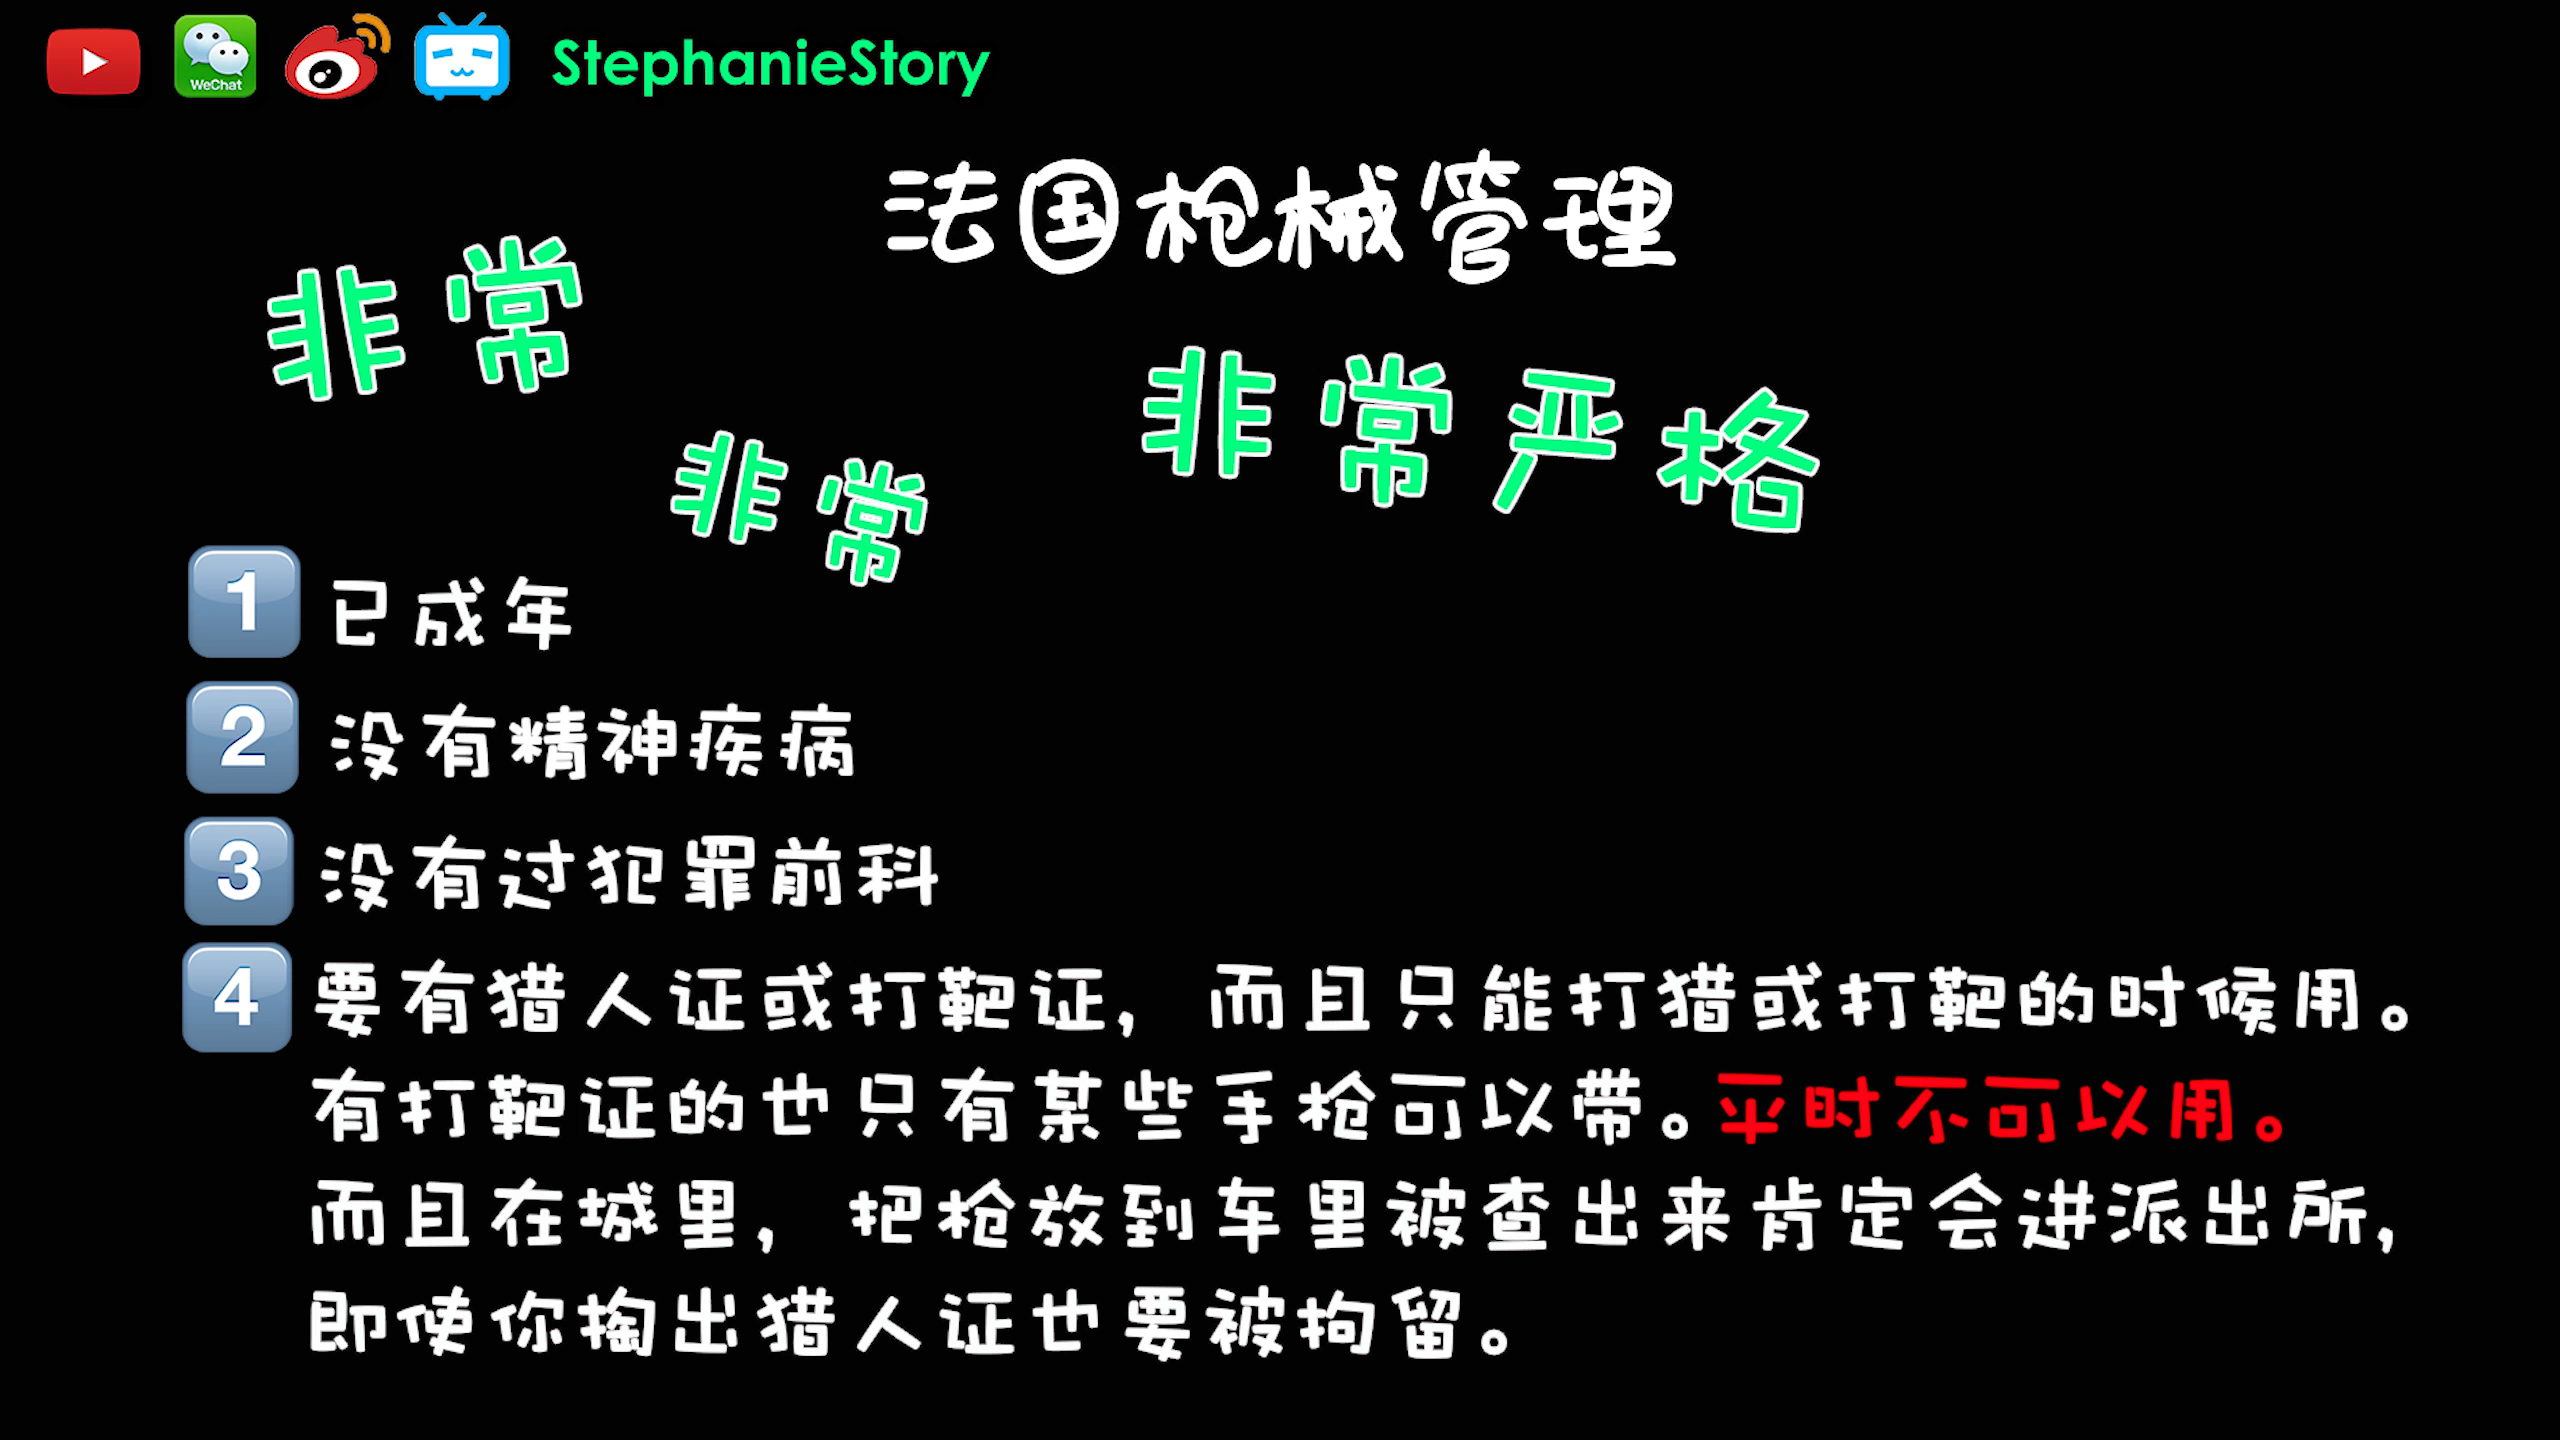 WeChat
StephanieStory
法国枪械管理
非常
非常
非常严格
1 已成年
2 没有精神疾病
3 没有过犯罪前科
4 要有猎人证或打靶证，而且只能打猎或打靶的时候用。
有打靶证的也只有某些手枪可以带。平时不可以用。
而且在城里，把枪放到车里被查出来肯定会进派出所，
即使你掏出猎人证也要被拘留。